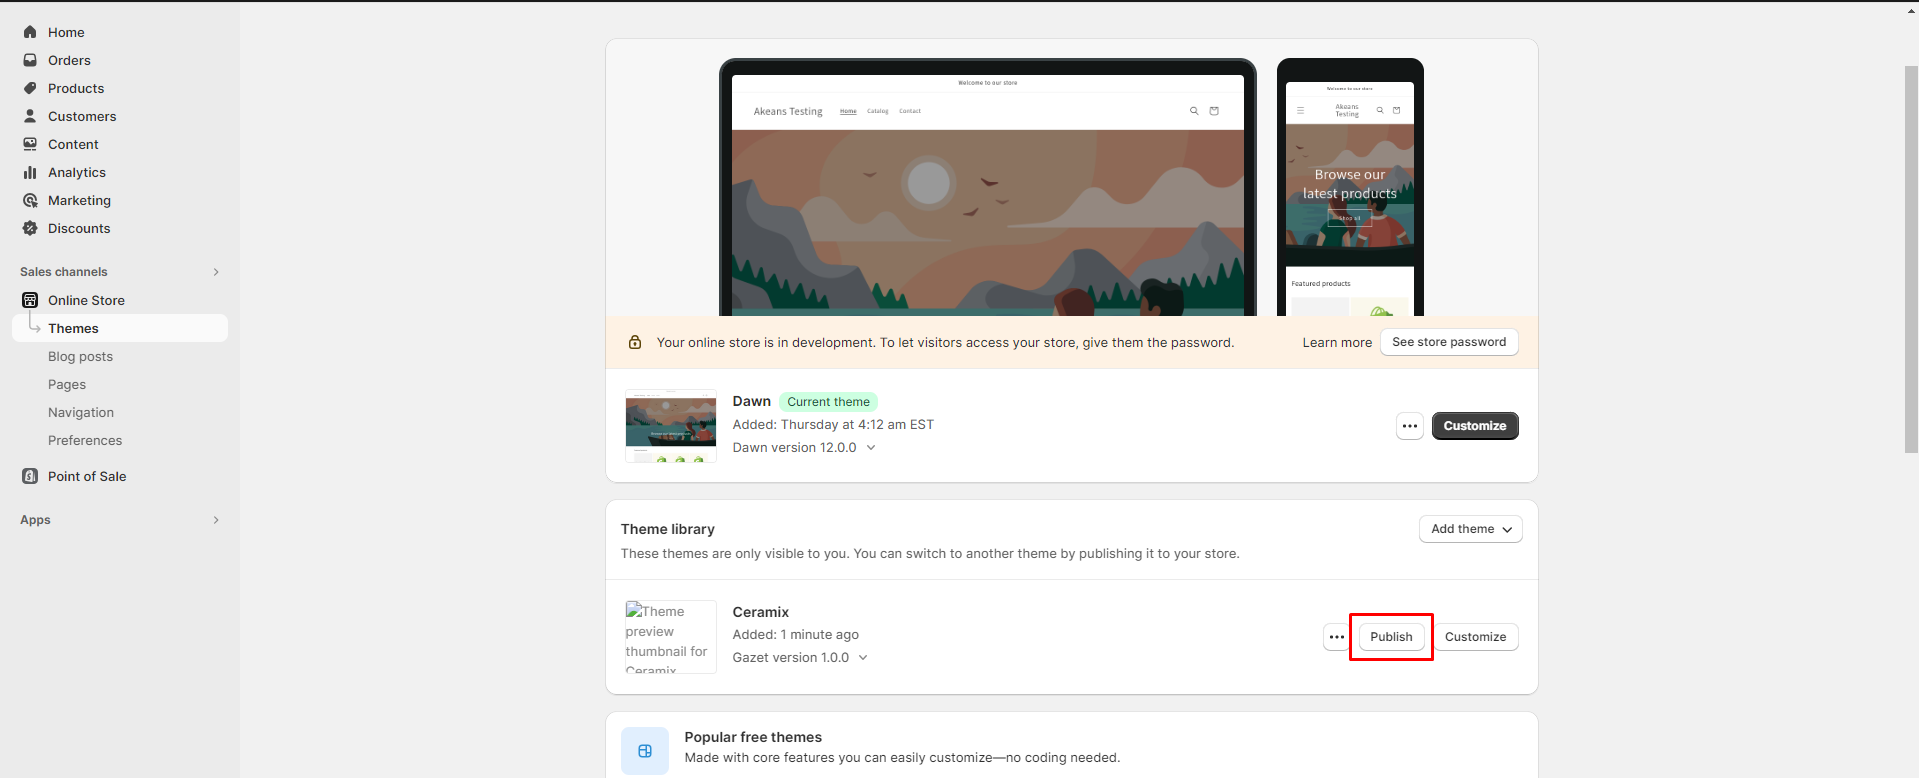 Home
Orders
Products
Customers
Content
Analytics
Marketing
Discounts
Sales channels
Online Store
Themes
Blog posts
Pages
Navigation
Preferences
Point of Sale
Apps
Welcome to our store
Akeans Testing Home Catalog Contact
Welcome to our store
Akeans
Testing
Browse our
latest products
Shop all
Featured products
Your online store is in development. To let visitors access your store, give them the password. Learn more See store password
Dawn Current theme
Added: Thursday at 4:12 am EST
Dawn version 12.0.0
Customize
Theme library
Add theme
These themes are only visible to you. You can switch to another theme by publishing it to your store.
Theme
preview
thumbnail for
Ceramix
Ceramix
Added: 1 minute ago
Gazet version 1.0.0
Publish Customize
Popular free themes
Made with core features you can easily customize—no coding needed.